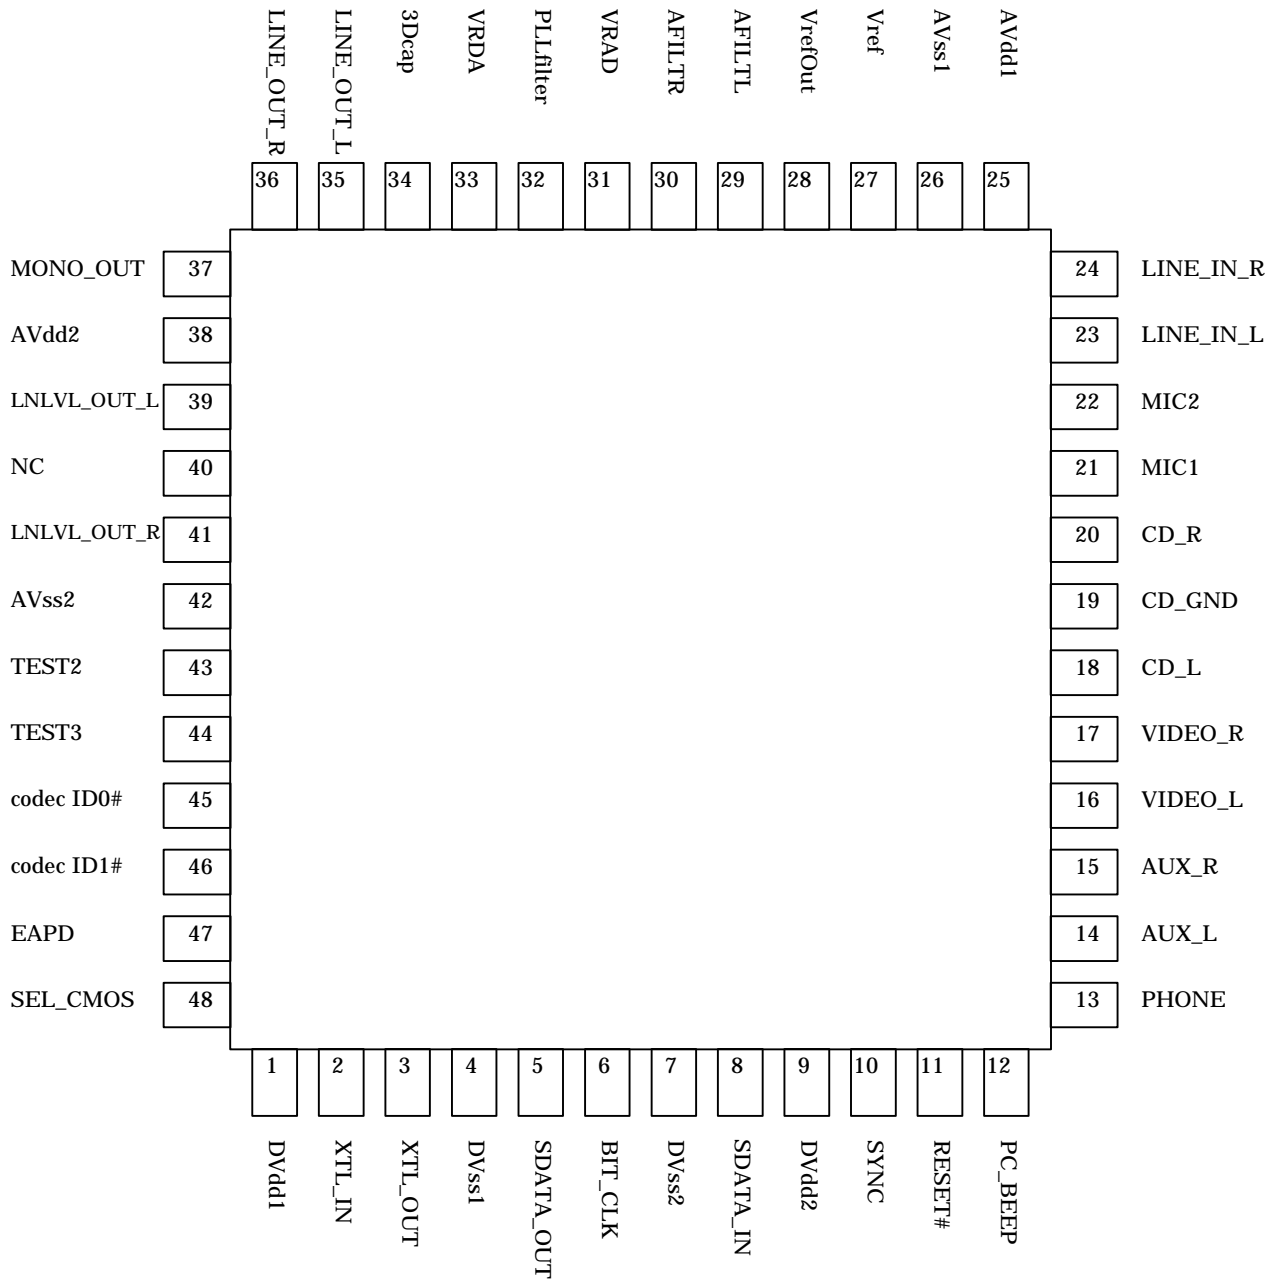 LINE_OUT_R
LINE_OUT_L
3Dcap
VRDA
PLLfilter
VRAD
AFILTR
AFILTL
VrefOut
Vref
AVss1
AVdd1
36 35 34 33 32 31 30 29 28 27 26 25
MONO_OUT 37
AVdd2 38
LNLVL_OUT_L 39
NC 40
LNLVL_OUT_R 41
AVss2 42
TEST2 43
TEST3 44
codec ID0# 45
codec ID1# 46
EAPD 47
SEL_CMOS 48
24 LINE_IN_R
23 LINE_IN_L
22 MIC2
21 MIC1
20 CD_R
19 CD_GND
18 CD_L
17 VIDEO_R
16 VIDEO_L
15 AUX_R
14 AUX_L
13 PHONE
1 2 3 4 5 6 7 8 9 10 11 12
DVdd1
XTL_IN
XTL_OUT
DVss1
SDATA_OUT
BIT_CLK
DVss2
SDATA_IN
DVdd2
SYNC
RESET#
PC_BEEP